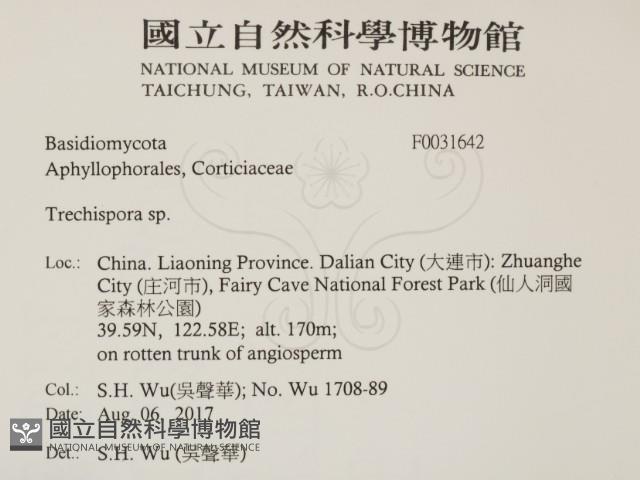 國立自然科學博物館
NATIONAL MUSEUM OF NATURAL SCIENCE
TAICHUNG, TAIWAN, R.O.CHINA
Basidiomycota F0031642
Aphyllophorales, Corticiaceae
Trechispora sp.
Loc.: China. Liaoning Province. Dalian City (大連市): Zhuanghe
City (庄河市), Fairy Cave National Forest Park (仙人洞國
家森林公園)
39.59N, 122.58E; alt. 170m;
on rotten trunk of angiosperm
Col.: S.H. Wu(吳聲華); No. Wu 1708-89
Date: Aug. 06, 2017
國立自然科學博物館
NATIONAL MUSEUM OF NATURAL SCIENCE
Det.: S.H. Wu (吳聲華)